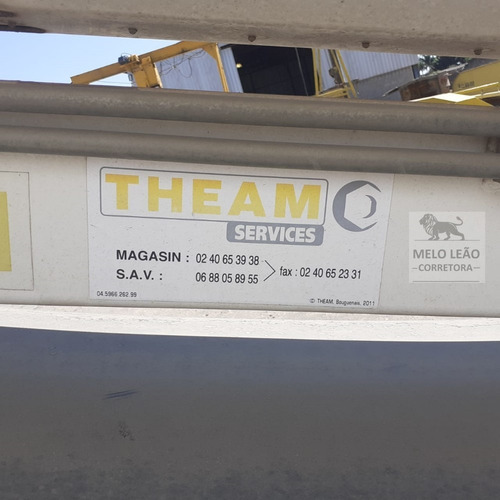 THEAM
SERVICES
MAGASIN : 02 40 65 39 38
S.A.V. : 06 88 05 89 55
fax : 02 40 65 23 31
04.5966.262.99
© THEAM, Bouguenais, 2011
MELO LEÃO
CORRETORA